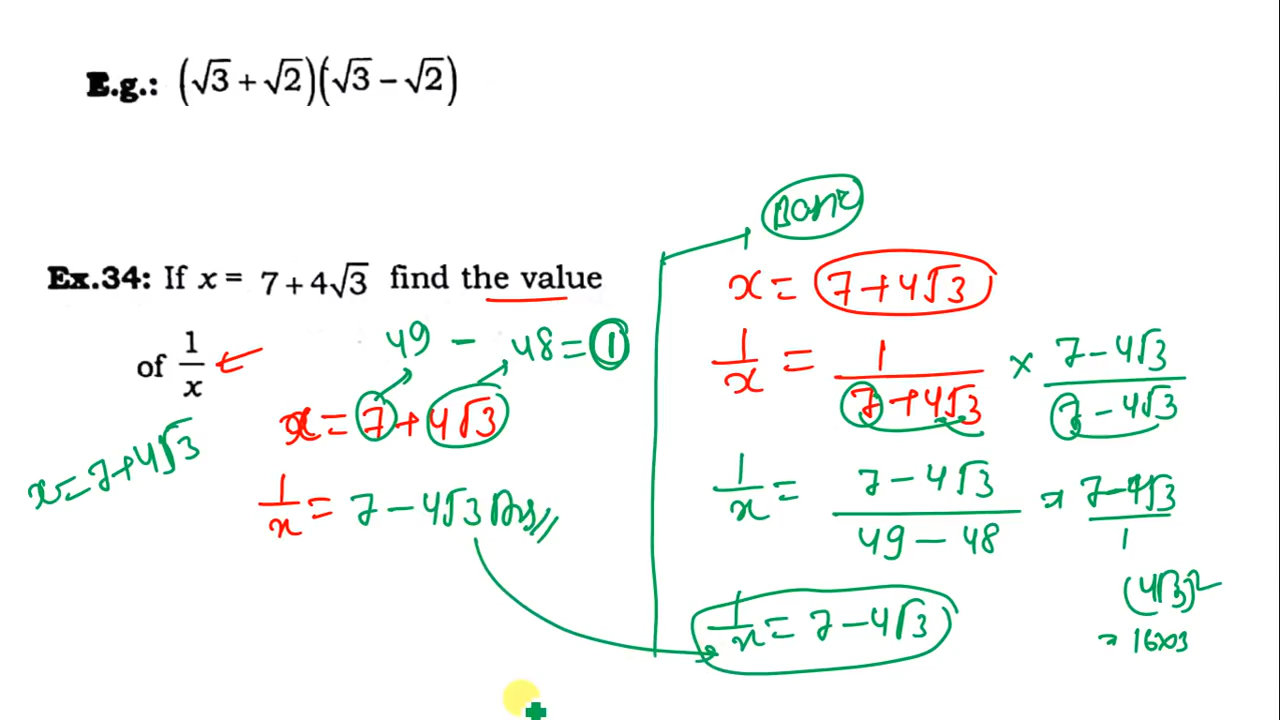 E.g.: (√3 + √2)(√3 − √2)
Ex.34: If x = 7 + 4√3 find the value
of 1/x
49 − 48 = 1
x = 7 + 4√3
1/x = 7 − 4√3 Ans//
x = 7 + 4√3
x = 7 + 4√3
1/x = 1/(7 + 4√3) × (7 − 4√3)/(7 − 4√3)
1/x = (7 − 4√3)/(49 − 48) ⇒ (7 − 4√3)/1
1/x = 7 − 4√3
(4√3)²
⇒ 16×3